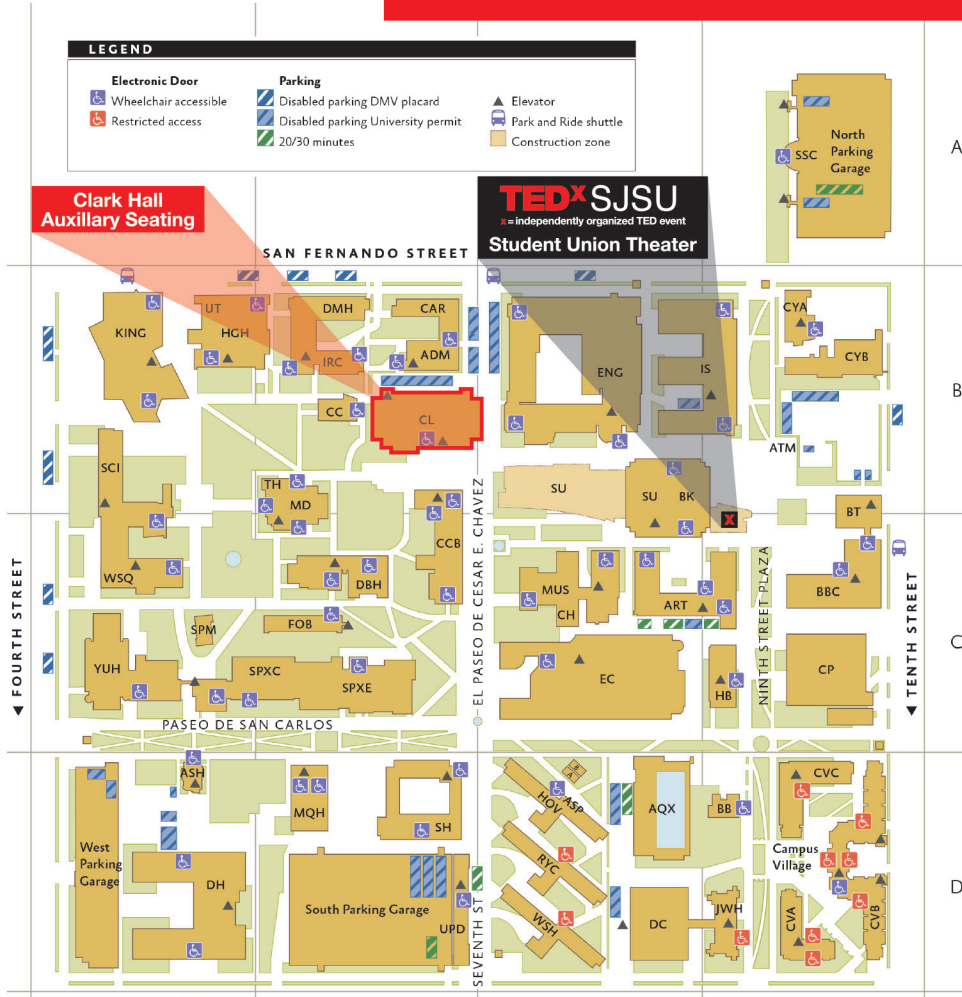 LEGEND
Electronic Door
Wheelchair accessible
Restricted access
Parking
Disabled parking DMV placard
Disabled parking University permit
20/30 minutes
Elevator
Park and Ride shuttle
Construction zone
A
SSC
North
Parking
Garage
Clark Hall
Auxillary Seating
TEDx SJSU
x = independently organized TED event
Student Union Theater
SAN FERNANDO STREET
KING
UT
HGH
DMH
IRC
CAR
ADM
ENG
IS
CYA
CYB
B
CC
CL
ATM
SCI
TH
MD
SU
SU
BK
X
BT
CCB
WSQ
DBH
MUS
CH
ART
BBC
FOURTH STREET
EL PASEO DE CESAR E. CHAVEZ
NINTH STREET PLAZA
TENTH STREET
C
SPM
FOB
YUH
SPXC
SPXE
EC
HB
CP
PASEO DE SAN CARLOS
ASH
MQH
SH
B
A
HOV
ASP
AQX
BB
CVC
West
Parking
Garage
RYC
Campus
Village
DH
South Parking Garage
UPD
SEVENTH ST
WSH
DC
JWH
CVA
CVB
D